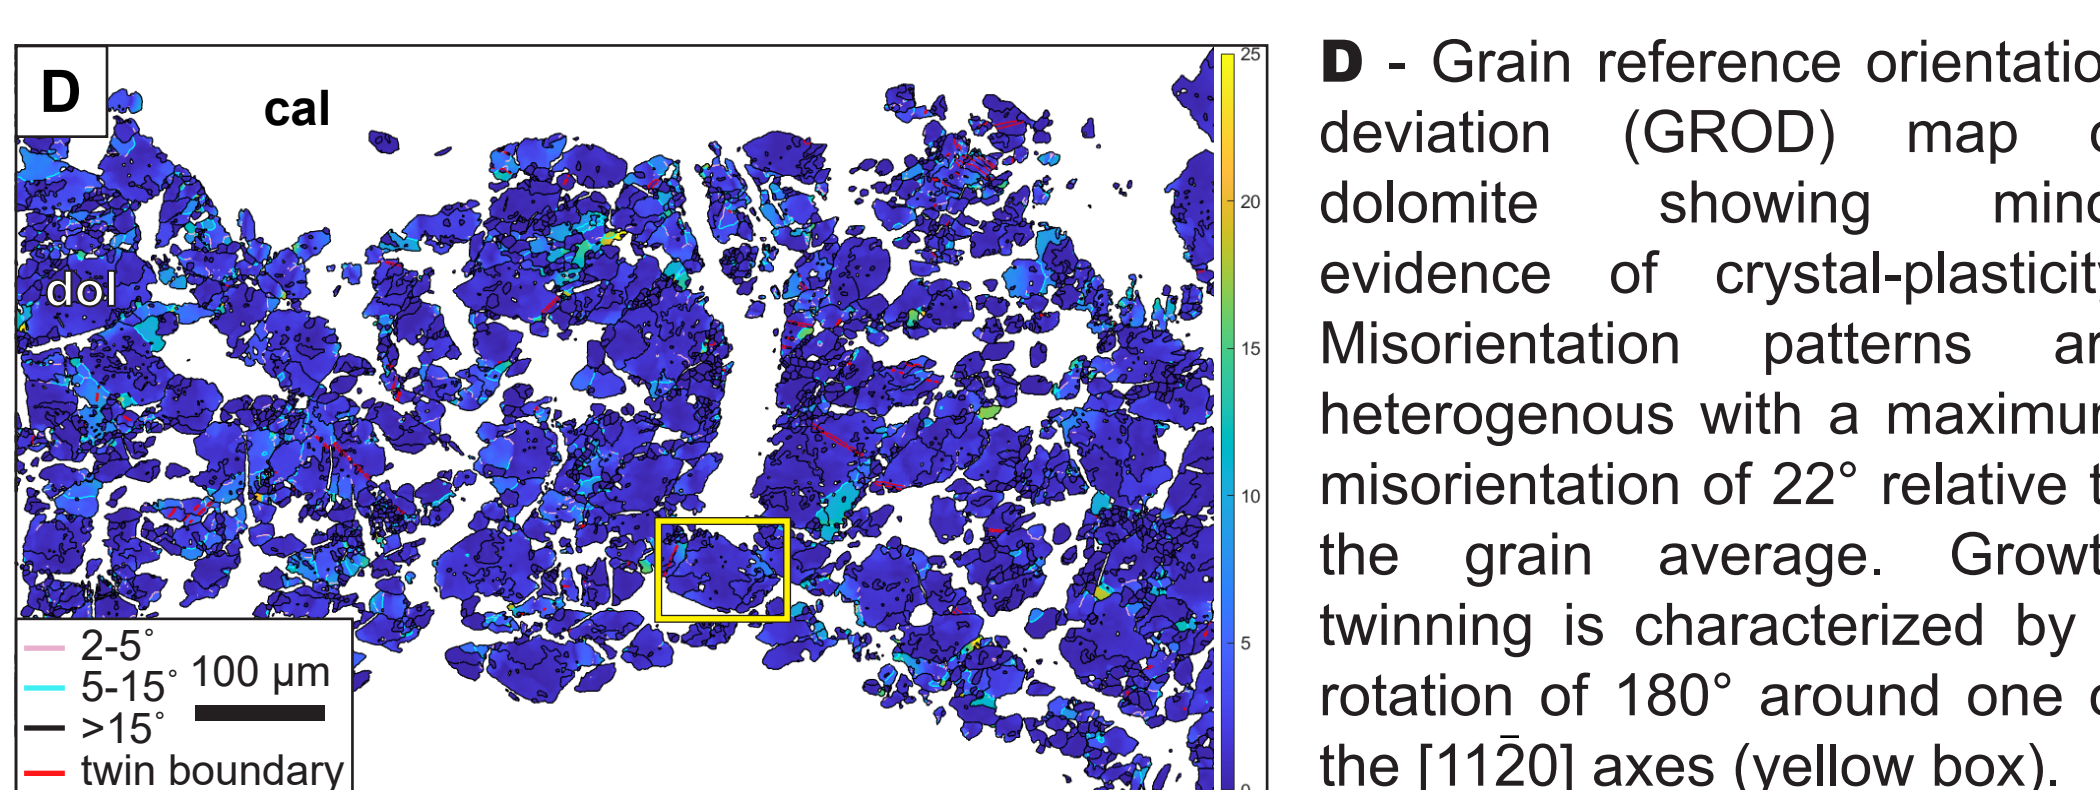 D
cal
dol
25
20
15
10
5
0
2-5°
5-15° 100 µm
>15°
twin boundary
D - Grain reference orientatio
deviation (GROD) map o
dolomite showing mino
evidence of crystal-plasticity
Misorientation patterns ar
heterogenous with a maximum
misorientation of 22° relative t
the grain average. Growt
twinning is characterized by
rotation of 180° around one o
the [112̅0] axes (yellow box).